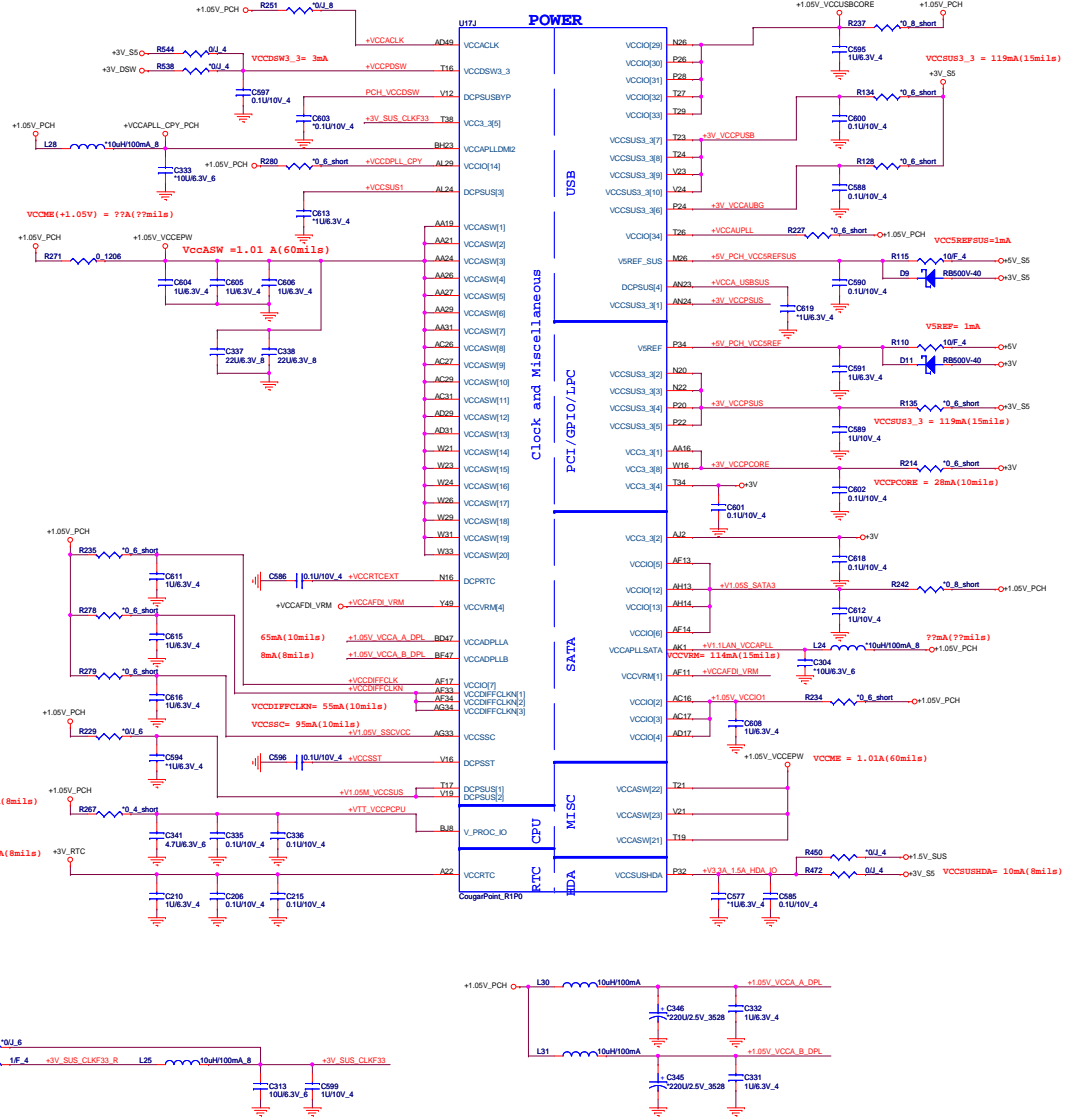 POWER
U17J
CougarPoint_R1P0
Clock and Miscellaneous
USB
PCI/GPIO/LPC
SATA
MISC
CPU
RTC
HDA
+1.05V_PCH R251 *0/J_8
+VCCACLK AD49 VCCACLK
+3V_S5 R544 *0/J_4
+3V_DSW R538 *0/J_4
VCCDSW3_3= 3mA
+VCCPDSW T16 VCCDSW3_3
C597
0.1U/10V_4
PCH_VCCDSW V12 DCPSUSBYP
C603
*0.1U/10V_4
+3V_SUS_CLKF33 T38 VCC3_3[5]
+1.05V_PCH
+VCCAPLL_CPY_PCH
L28 *10uH/100mA_8
BH23 VCCAPLLDMI2
C333
*10U/6.3V_6
+1.05V_PCH R280 *0_6_short +VCCDPLL_CPY AL29 VCCIO[14]
+VCCSUS1 AL24 DCPSUS[3]
C613
*1U/6.3V_4
VCCME(+1.05V) = ??A(??mils)
+1.05V_PCH
R271 0_1206
+1.05V_VCCEPW
VccASW =1.01 A(60mils)
C604
1U/6.3V_4
C605
1U/6.3V_4
C606
1U/6.3V_4
C337
22U/6.3V_8
C338
22U/6.3V_8
AA19 VCCASW[1]
AA21 VCCASW[2]
AA24 VCCASW[3]
AA26 VCCASW[4]
AA27 VCCASW[5]
AA29 VCCASW[6]
AA31 VCCASW[7]
AC26 VCCASW[8]
AC27 VCCASW[9]
AC29 VCCASW[10]
AC31 VCCASW[11]
AD29 VCCASW[12]
AD31 VCCASW[13]
W21 VCCASW[14]
W23 VCCASW[15]
W24 VCCASW[16]
W26 VCCASW[17]
W29 VCCASW[18]
W31 VCCASW[19]
W33 VCCASW[20]
+1.05V_PCH
R235 *0_6_short
C611
1U/6.3V_4
R278 *0_6_short
C615
1U/6.3V_4
R279 *0_6_short
C616
1U/6.3V_4
C586 0.1U/10V_4 +VCCRTCEXT N16 DCPRTC
+VCCAFDI_VRM +VCCAFDI_VRM Y49 VCCVRM[4]
65mA(10mils) +1.05V_VCCA_A_DPL BD47 VCCADPLLA
8mA(8mils) +1.05V_VCCA_B_DPL BF47 VCCADPLLB
+VCCDIFFCLK AF17 VCCIO[7]
+VCCDIFFCLKN AF33 VCCDIFFCLKN[1]
AF34 VCCDIFFCLKN[2]
AG34 VCCDIFFCLKN[3]
VCCDIFFCLKN= 55mA(10mils)
VCCSSC= 95mA(10mils)
+V1.05V_SSCVCC AG33 VCCSSC
+1.05V_PCH
R229 *0/J_6
C594
*1U/6.3V_4
C596 0.1U/10V_4 +VCCSST V16 DCPSST
+V1.05M_VCCSUS T17 DCPSUS[1]
V19 DCPSUS[2]
(8mils)
+1.05V_PCH
R267 *0_4_short +VTT_VCCPCPU BJ8 V_PROC_IO
C341
4.7U/6.3V_6
C335
0.1U/10V_4
C336
0.1U/10V_4
A(8mils)
+3V_RTC
A22 VCCRTC
C210
1U/6.3V_4
C206
0.1U/10V_4
C215
0.1U/10V_4
+1.05V_VCCUSBCORE
R237 *0_8_short
+1.05V_PCH
N26 VCCIO[29]
P26 VCCIO[30]
P28 VCCIO[31]
T27 VCCIO[32]
T29 VCCIO[33]
C595
1U/6.3V_4
VCCSUS3_3 = 119mA(15mils)
+3V_S5
R134 *0_6_short
C600
0.1U/10V_4
T23 VCCSUS3_3[7] +3V_VCCPUSB
T24 VCCSUS3_3[8]
V23 VCCSUS3_3[9]
V24 VCCSUS3_3[10]
P24 VCCSUS3_3[6] +3V_VCCAUBG
R128 *0_6_short
C588
0.1U/10V_4
T26 VCCIO[34] +VCCAUPLL R227 *0_6_short +1.05V_PCH
VCC5REFSUS=1mA
M26 V5REF_SUS +5V_PCH_VCC5REFSUS R115 10/F_4 +5V_S5
D9 RB500V-40 +3V_S5
C590
0.1U/10V_4
AN23 DCPSUS[4] +VCCA_USBSUS
AN24 VCCSUS3_3[1] +3V_VCCPSUS
C619
*1U/6.3V_4
V5REF= 1mA
P34 V5REF +5V_PCH_VCC5REF R110 10/F_4 +5V
D11 RB500V-40 +3V
C591
1U/6.3V_4
N20 VCCSUS3_3[2]
N22 VCCSUS3_3[3]
P20 VCCSUS3_3[4] +3V_VCCPSUS R135 *0_6_short +3V_S5
P22 VCCSUS3_3[5]
C589
1U/10V_4
VCCSUS3_3 = 119mA(15mils)
AA16 VCC3_3[1]
W16 VCC3_3[8] +3V_VCCPCORE R214 *0_6_short +3V
T34 VCC3_3[4] +3V
C602
0.1U/10V_4
VCCPCORE = 28mA(10mils)
C601
0.1U/10V_4
AJ2 VCC3_3[2] +3V
C618
0.1U/10V_4
AF13 VCCIO[5]
AH13 VCCIO[12] +V1.05S_SATA3 R242 *0_8_short +1.05V_PCH
AH14 VCCIO[13]
AF14 VCCIO[6]
C612
1U/10V_4
??mA(??mils)
AK1 VCCAPLLSATA +V1.1LAN_VCCAPLL L24 *10uH/100mA_8 +1.05V_PCH
VCCVRM= 114mA(15mils)
C304
*10U/6.3V_6
AF11 VCCVRM[1] +VCCAFDI_VRM
AC16 VCCIO[2] +1.05V_VCCIO1 R234 *0_6_short +1.05V_PCH
AC17 VCCIO[3]
AD17 VCCIO[4]
C608
1U/6.3V_4
+1.05V_VCCEPW VCCME = 1.01A(60mils)
T21 VCCASW[22]
V21 VCCASW[23]
T19 VCCASW[21]
P32 VCCSUSHDA +V3.3A_1.5A_HDA_IO
R450 *0/J_4 +1.5V_SUS
R472 0/J_4 +3V_S5
VCCSUSHDA= 10mA(8mils)
C577
*1U/6.3V_4
C585
0.1U/10V_4
+1.05V_PCH
L30 10uH/100mA +1.05V_VCCA_A_DPL
C346
*220U/2.5V_3528
C332
1U/6.3V_4
L31 10uH/100mA +1.05V_VCCA_B_DPL
C345
*220U/2.5V_3528
C331
1U/6.3V_4
*0/J_6
1/F_4 +3V_SUS_CLKF33_R L25 10uH/100mA_8 +3V_SUS_CLKF33
C313
10U/6.3V_6
C599
1U/10V_4